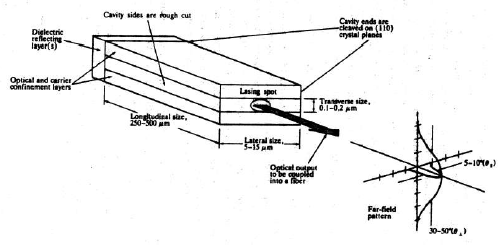 Cavity sides are rough cut
Cavity ends are
cleaved on (110)
crystal planes
Dielectric
reflecting
layer(s)
Optical and carrier
confinement layers
Lasing spot
Transverse size,
0.1–0.2 μm
Longitudinal size,
250–500 μm
Lateral size,
5–15 μm
Optical output
to be coupled
into a fiber
Far-field
pattern
5–10°(θ∥)
30–50°(θ⊥)